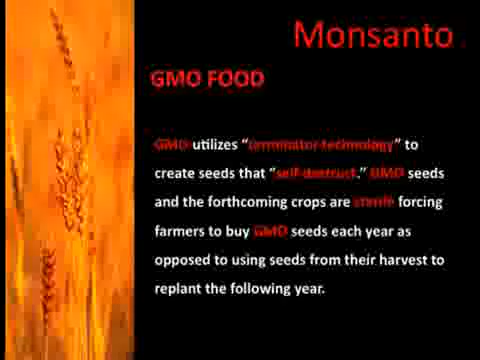 Monsanto
GMO FOOD
GMO utilizes “terminator technology” to
create seeds that “self-destruct.” GMO seeds
and the forthcoming crops are sterile forcing
farmers to buy GMO seeds each year as
opposed to using seeds from their harvest to
replant the following year.